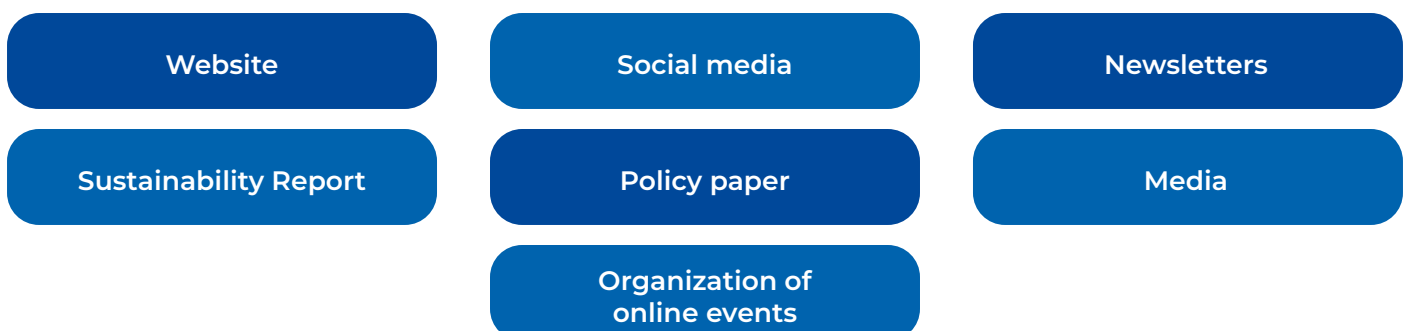 Website
Social media
Newsletters
Sustainability Report
Policy paper
Media
Organization of
online events